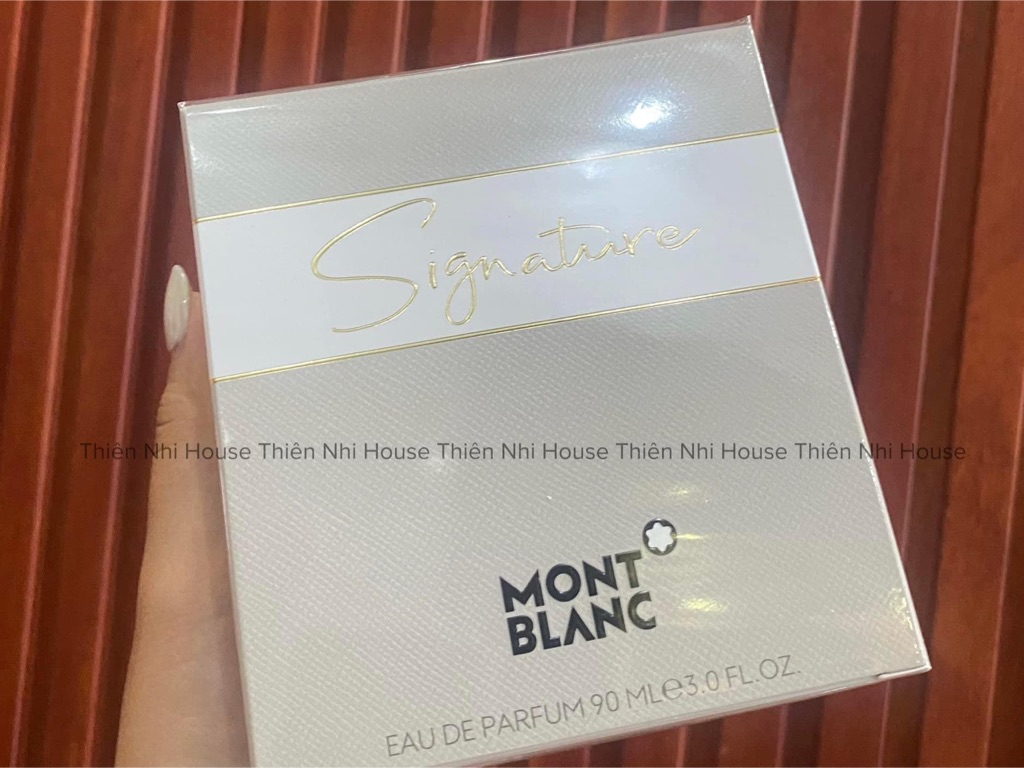 Signature
Thiên Nhi House Thiên Nhi House Thiên Nhi House Thiên Nhi House Thiên Nhi House
MONT
BLANC
EAU DE PARFUM 90 ML℮3.0 FL.OZ.